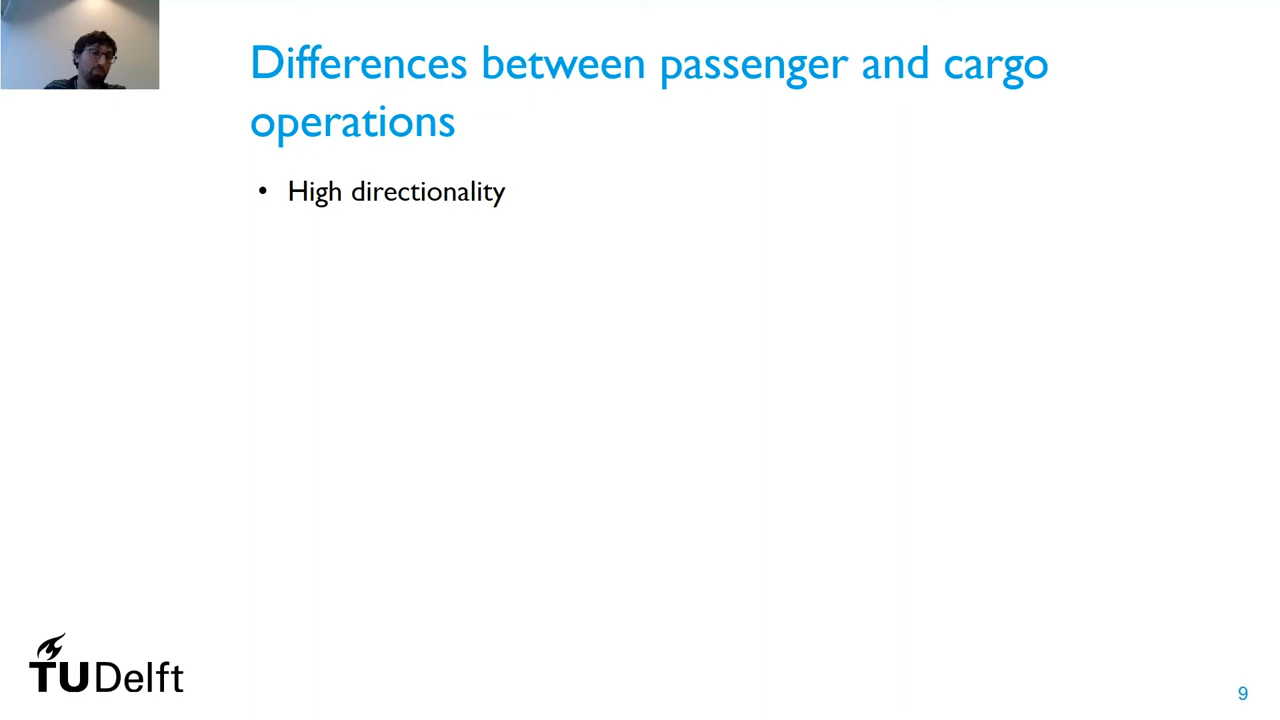 Differences between passenger and cargo
operations
• High directionality
TUDelft
9